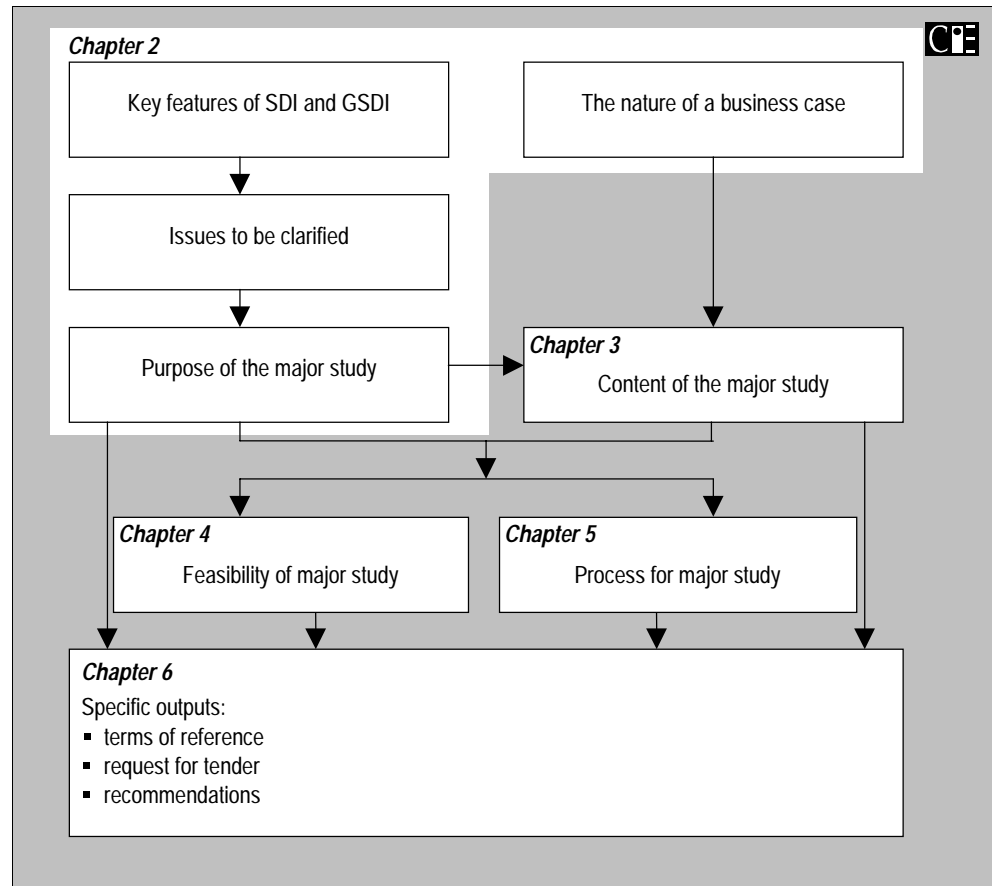 Chapter 2
CIE
Key features of SDI and GSDI
The nature of a business case
Issues to be clarified
Purpose of the major study
Chapter 3
Content of the major study
Chapter 4
Feasibility of major study
Chapter 5
Process for major study
Chapter 6
Specific outputs:
▪ terms of reference
▪ request for tender
▪ recommendations